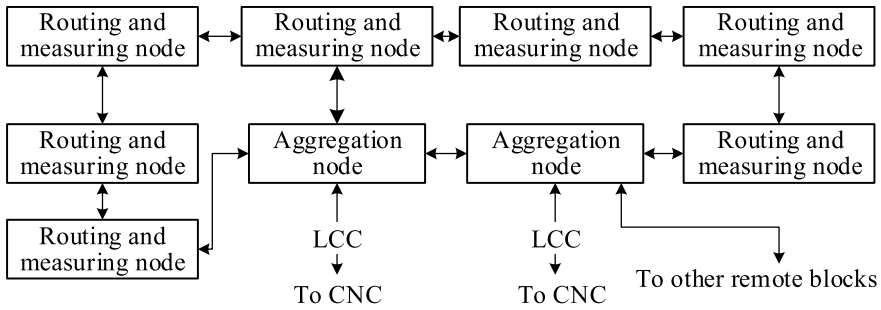 Routing and
measuring node
Routing and
measuring node
Routing and
measuring node
Routing and
measuring node
Routing and
measuring node
Aggregation
node
Aggregation
node
Routing and
measuring node
Routing and
measuring node
LCC
LCC
To CNC
To CNC
To other remote blocks